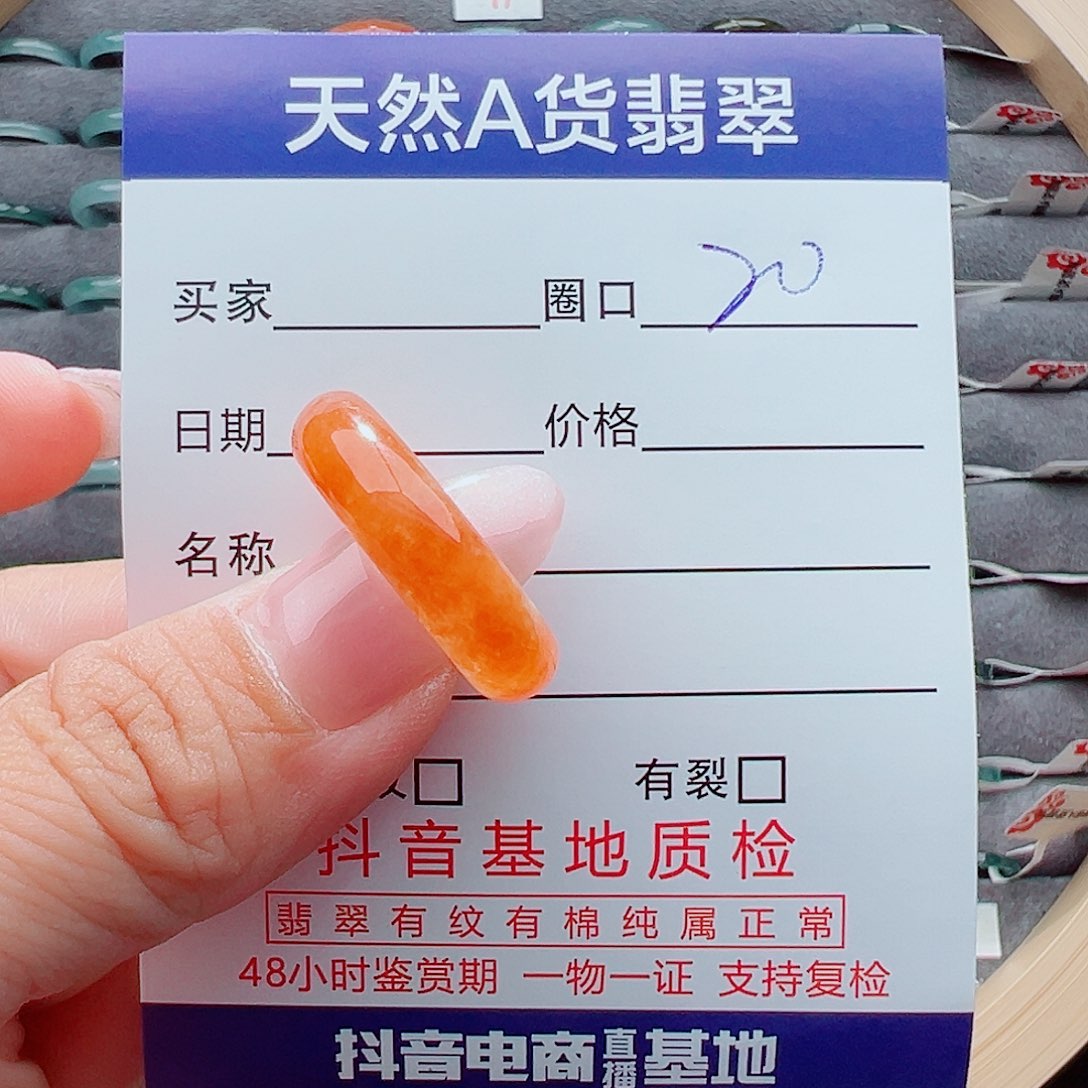 天然A货翡翠
买家 圈口 20
日期 价格
名称
有裂
抖音基地质检
翡翠有纹有棉纯属正常
48小时鉴赏期 一物一证 支持复检
抖音电商直播基地